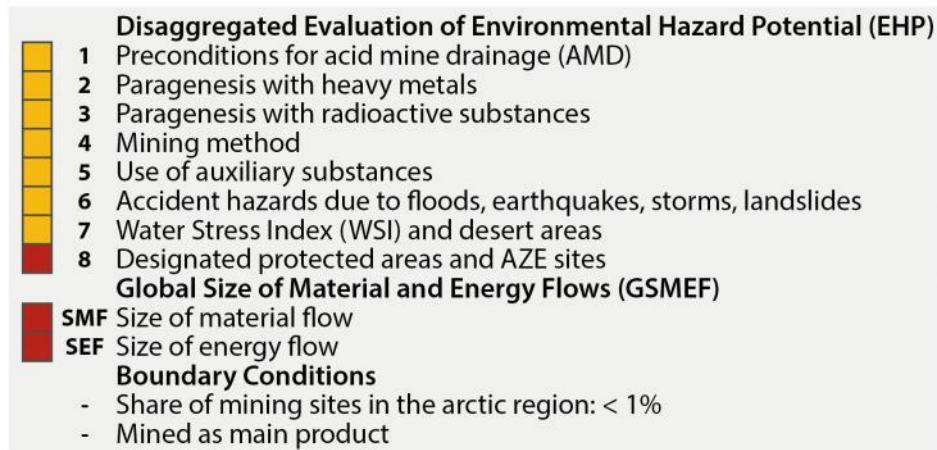 Disaggregated Evaluation of Environmental Hazard Potential (EHP)
1 Preconditions for acid mine drainage (AMD)
2 Paragenesis with heavy metals
3 Paragenesis with radioactive substances
4 Mining method
5 Use of auxiliary substances
6 Accident hazards due to floods, earthquakes, storms, landslides
7 Water Stress Index (WSI) and desert areas
8 Designated protected areas and AZE sites
Global Size of Material and Energy Flows (GSMEF)
SMF Size of material flow
SEF Size of energy flow
Boundary Conditions
- Share of mining sites in the arctic region: < 1%
- Mined as main product